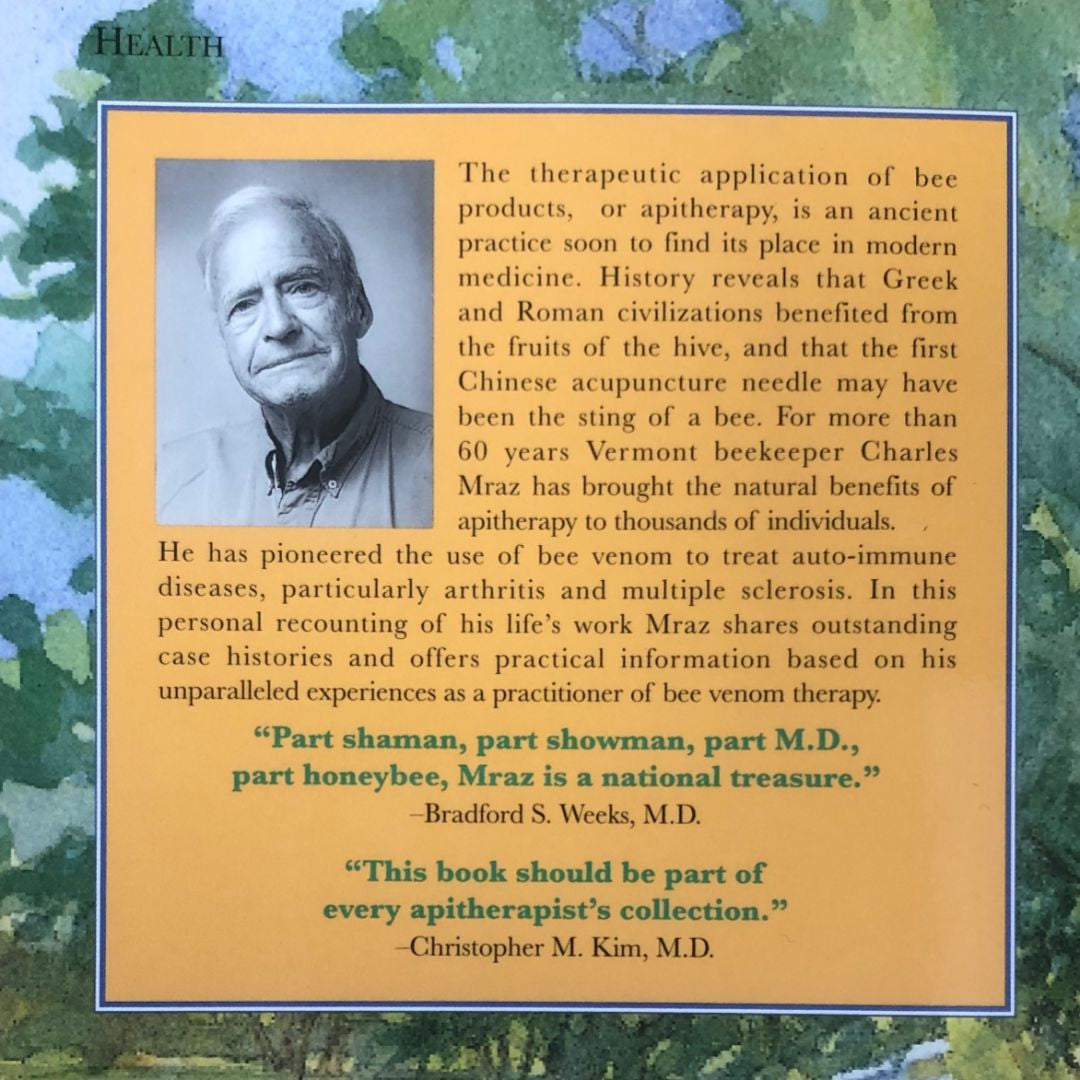 HEALTH
The therapeutic application of bee
products, or apitherapy, is an ancient
practice soon to find its place in modern
medicine. History reveals that Greek
and Roman civilizations benefited from
the fruits of the hive, and that the first
Chinese acupuncture needle may have
been the sting of a bee. For more than
60 years Vermont beekeeper Charles
Mraz has brought the natural benefits of
apitherapy to thousands of individuals.
He has pioneered the use of bee venom to treat auto-immune
diseases, particularly arthritis and multiple sclerosis. In this
personal recounting of his life’s work Mraz shares outstanding
case histories and offers practical information based on his
unparalleled experiences as a practitioner of bee venom therapy.
“Part shaman, part showman, part M.D.,
part honeybee, Mraz is a national treasure.”
–Bradford S. Weeks, M.D.
“This book should be part of
every apitherapist’s collection.”
–Christopher M. Kim, M.D.